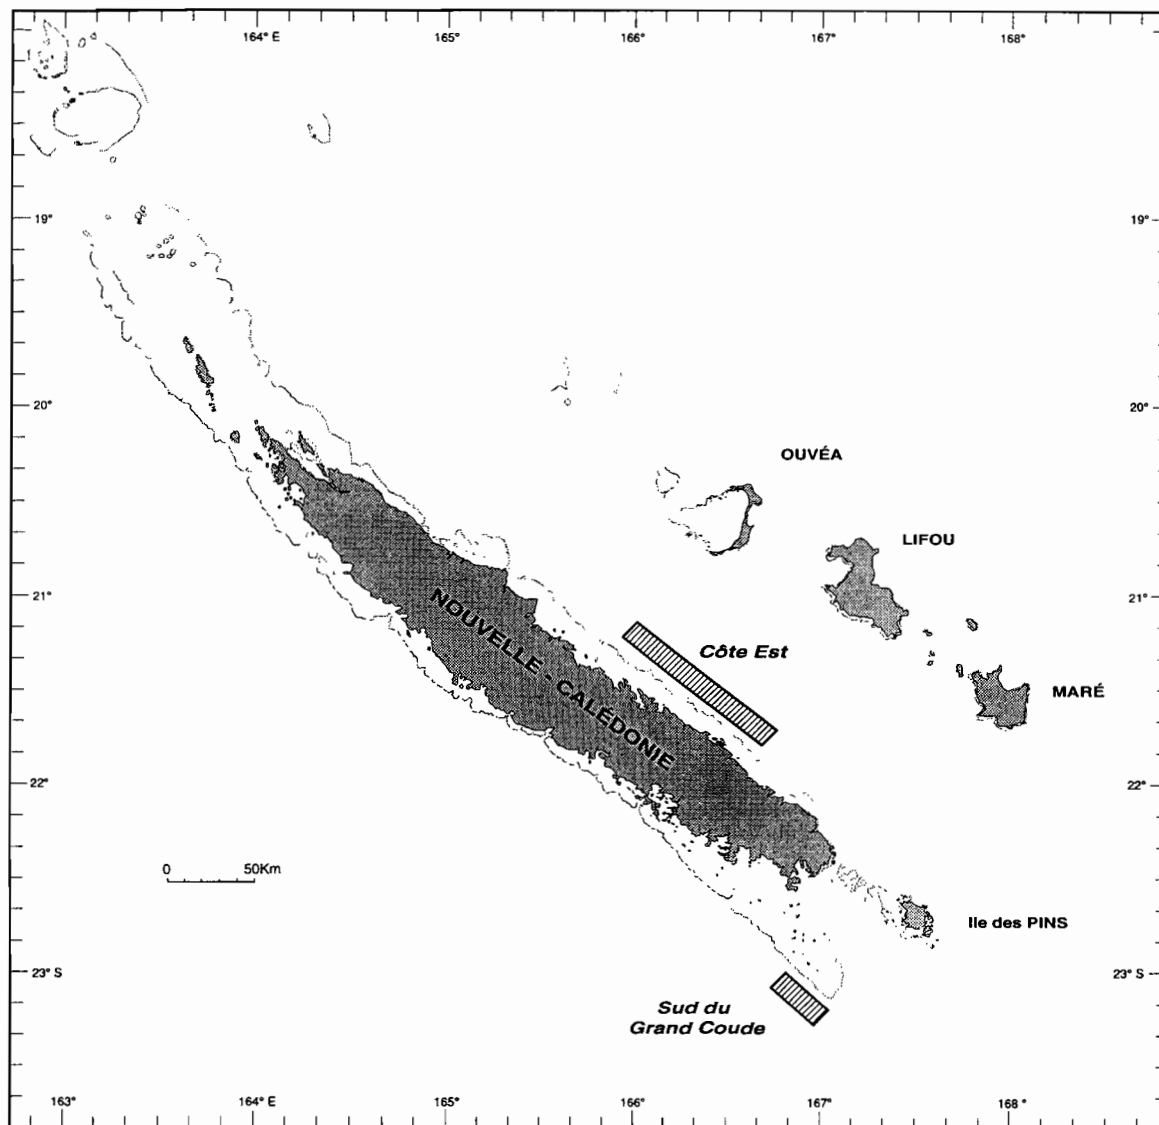 164° E 165° 166° 167° 168°
19° 19°
20° 20°
OUVÉA
LIFOU
21° 21°
NOUVELLE - CALÉDONIE
Côte Est
MARÉ
22° 22°
0 50Km
Ile des PINS
23° S 23° S
Sud du
Grand Coude
163° 164° E 165° 166° 167° 168°